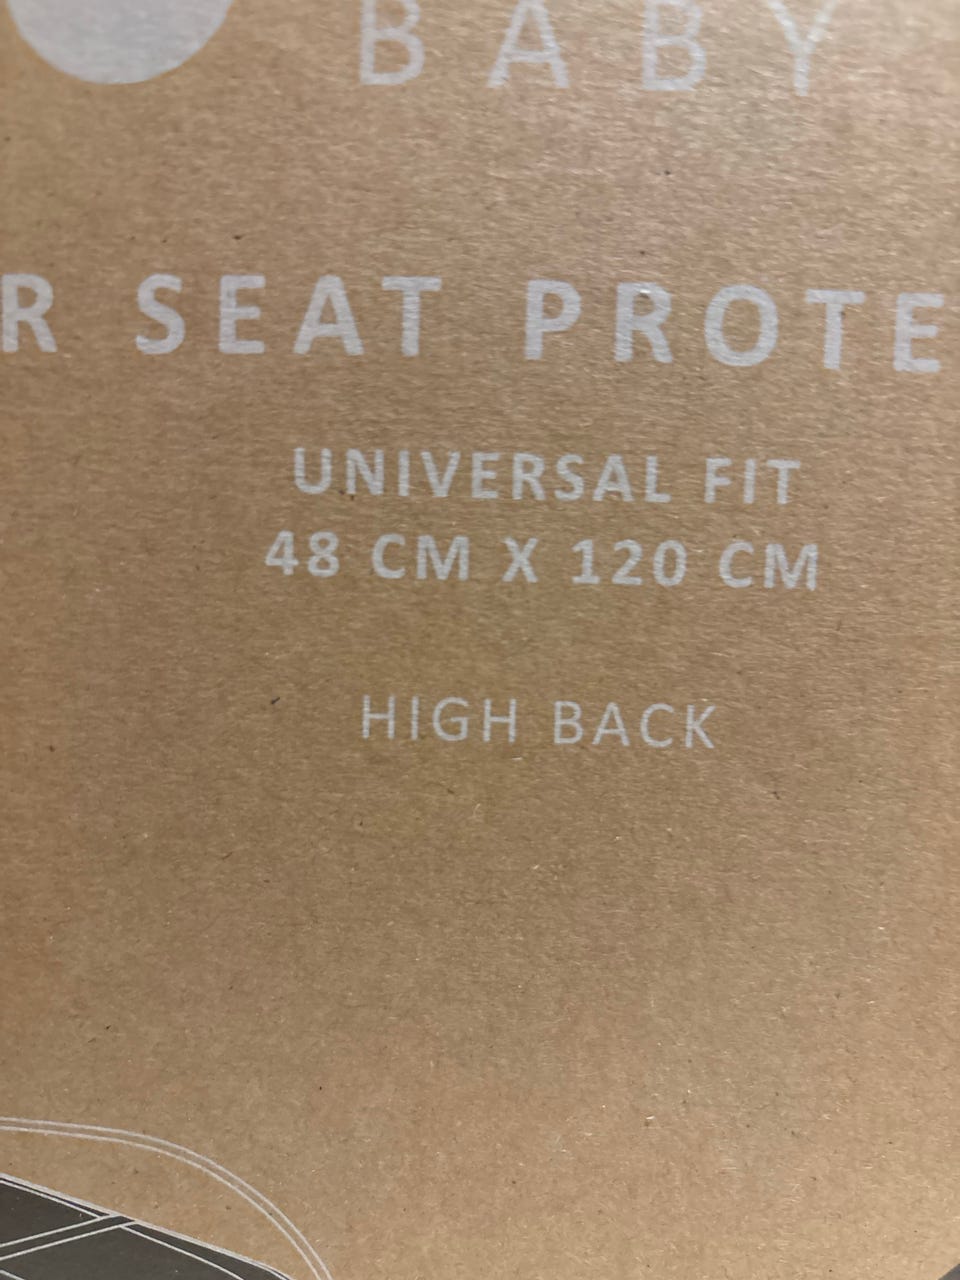 BABY
R SEAT PROTE
UNIVERSAL FIT
48 CM X 120 CM
HIGH BACK